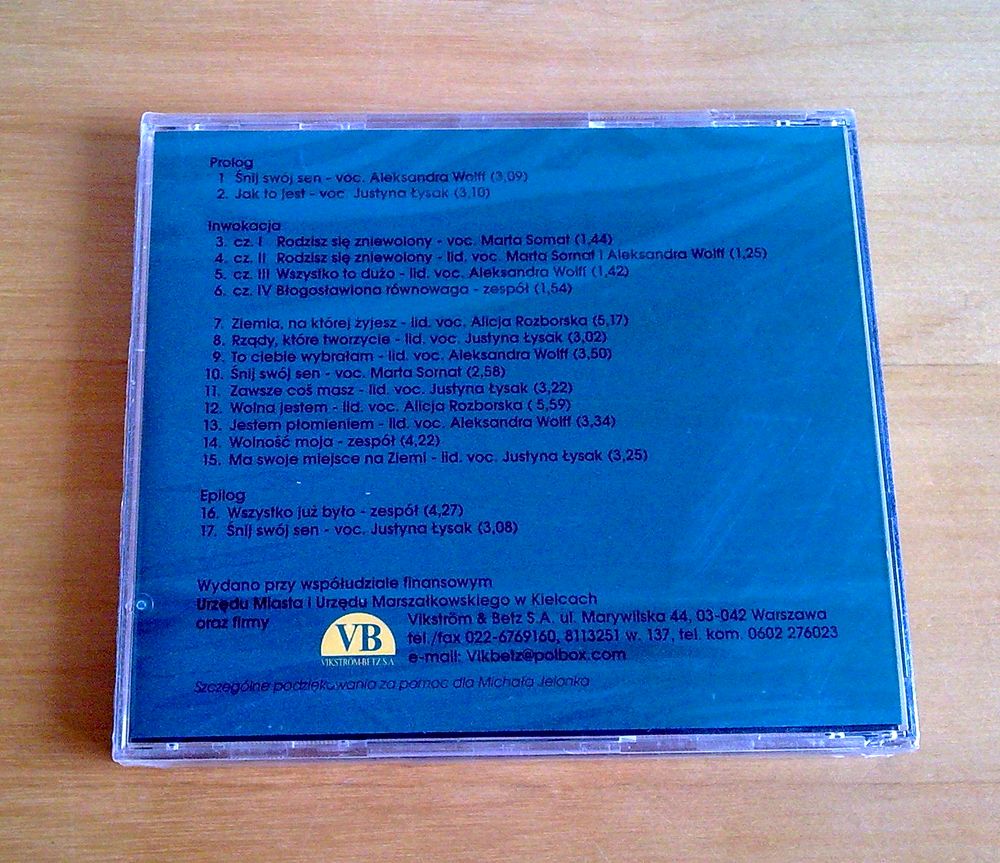 Prolog
1 Śnij swój sen - voc. Aleksandra Wolff (3,09)
2. Jak to jest - voc. Justyna Łysak (3,10)
Inwokacja
3. cz. I Rodzisz się zniewolony - voc. Marta Sornat (1,44)
4. cz. II Rodzisz się zniewolony - lid. voc. Marta Sornat i Aleksandra Wolff (1,25)
5. cz. III Wszystko to dużo - lid. voc. Aleksandra Wolff (1,42)
6. cz. IV Błogosławiona równowaga - zespół (1,54)
7. Ziemia, na której żyjesz - lid. voc. Alicja Rozborska (5,17)
8. Rządy, które tworzycie - lid. voc. Justyna Łysak (3,02)
9. To ciebie wybrałam - lid. voc. Aleksandra Wolff (3,50)
10. Śnij swój sen - voc. Marta Sornat (2,58)
11. Zawsze coś masz - lid. voc. Justyna Łysak (3,22)
12. Wolna jestem - lid. voc. Alicja Rozborska ( 5,59)
13. Jestem płomieniem - lid. voc. Aleksandra Wolff (3,34)
14. Wolność moja - zespół (4,22)
15. Ma swoje miejsce na Ziemi - lid. voc. Justyna Łysak (3,25)
Epilog
16. Wszystko już było - zespół (4,27)
17. Śnij swój sen - voc. Justyna Łysak (3,08)
Wydano przy współudziale finansowym
Urzędu Miasta i Urzędu Marszałkowskiego w Kielcach
oraz firmy
VB
VIKSTRÖM-BETZ S.A
Vikström & Betz S.A. ul. Marywilska 44, 03-042 Warszawa
tel./fax 022-6769160, 8113251 w. 137, tel. kom. 0602 276023
e-mail: Vikbetz@polbox.com
Szczególne podziękowania za pomoc dla Michała Jelonka